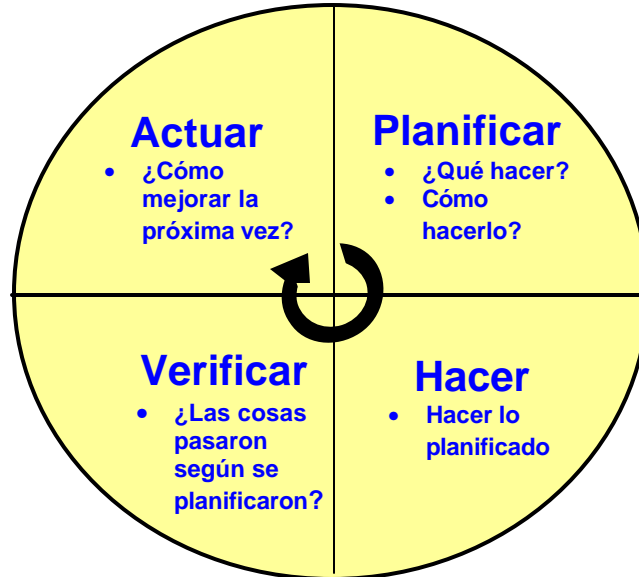 Actuar
• ¿Cómo
mejorar la
próxima vez?
Planificar
• ¿Qué hacer?
• Cómo
hacerlo?
Verificar
• ¿Las cosas
pasaron
según se
planificaron?
Hacer
• Hacer lo
planificado